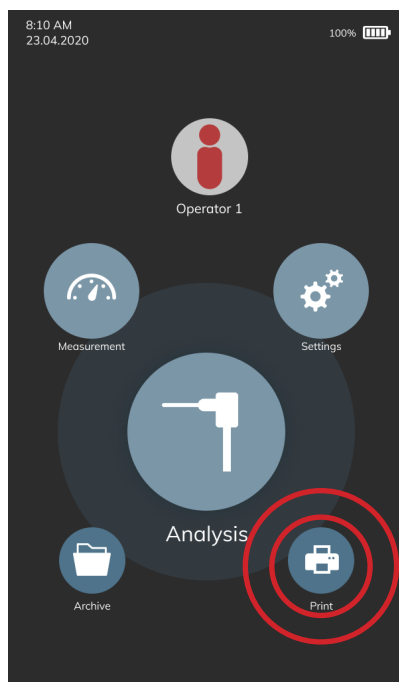 8:10 AM
23.04.2020
100%
Operator 1
Measurement
Settings
Analysis
Archive
Print